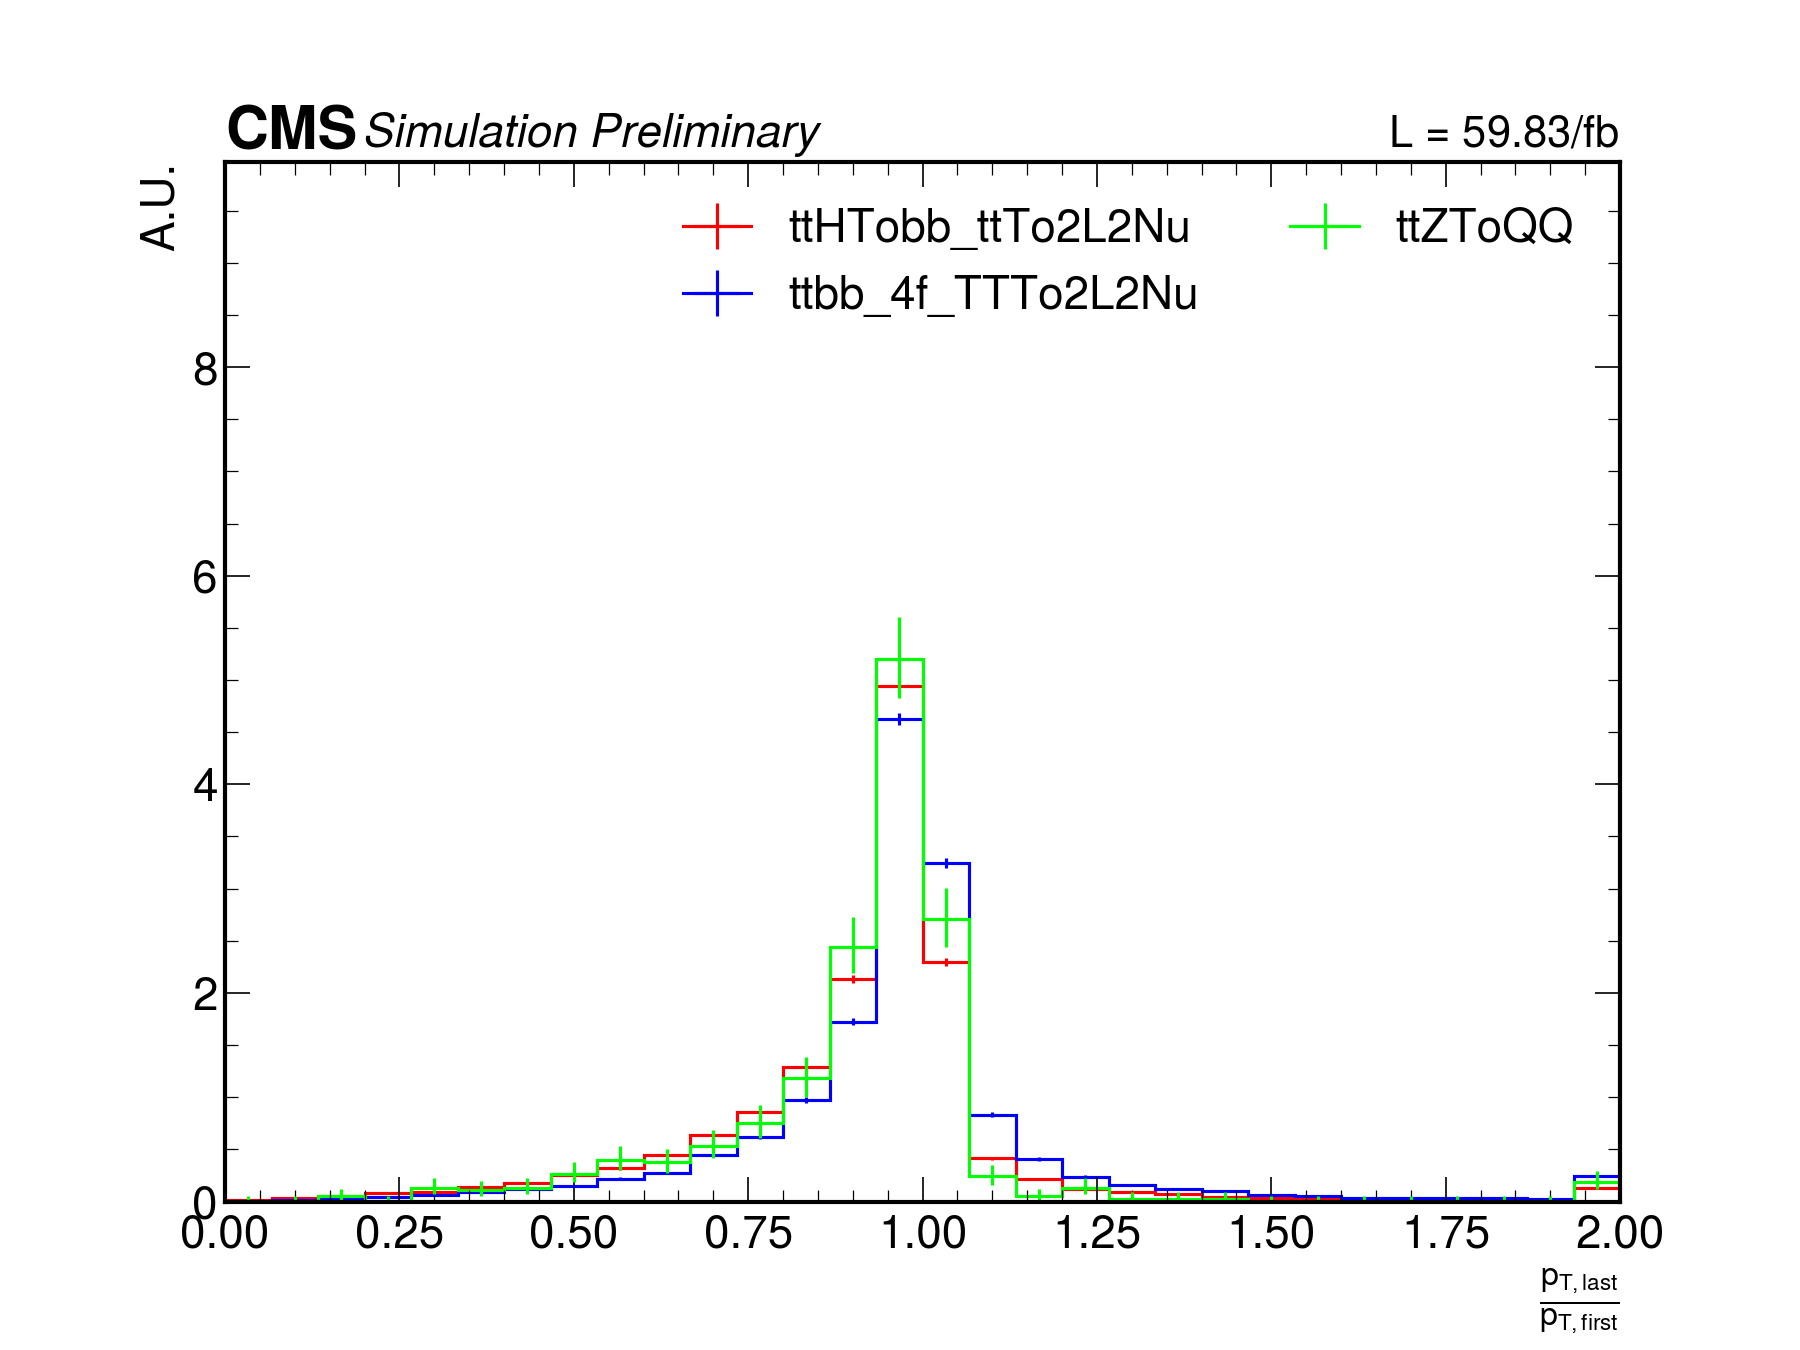 CMS Simulation Preliminary L = 59.83/fb
A.U.
ttHTobb_ttTo2L2Nu ttZToQQ
ttbb_4f_TTTo2L2Nu
8
6
4
2
0
0.00 0.25 0.50 0.75 1.00 1.25 1.50 1.75 2.00
pT, last
pT, first